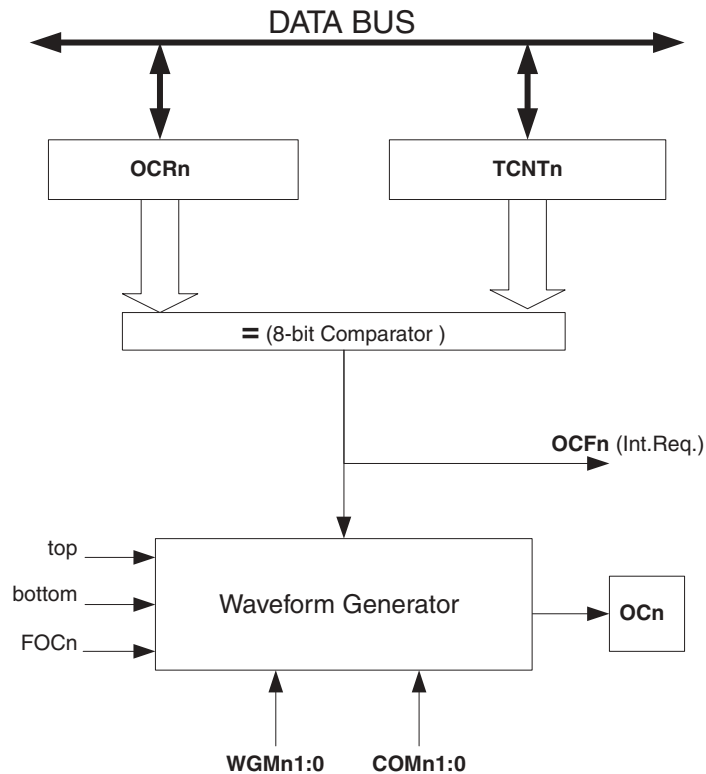 DATA BUS
OCRn
TCNTn
= (8-bit Comparator )
OCFn (Int.Req.)
top
bottom
FOCn
Waveform Generator
OCn
WGMn1:0
COMn1:0